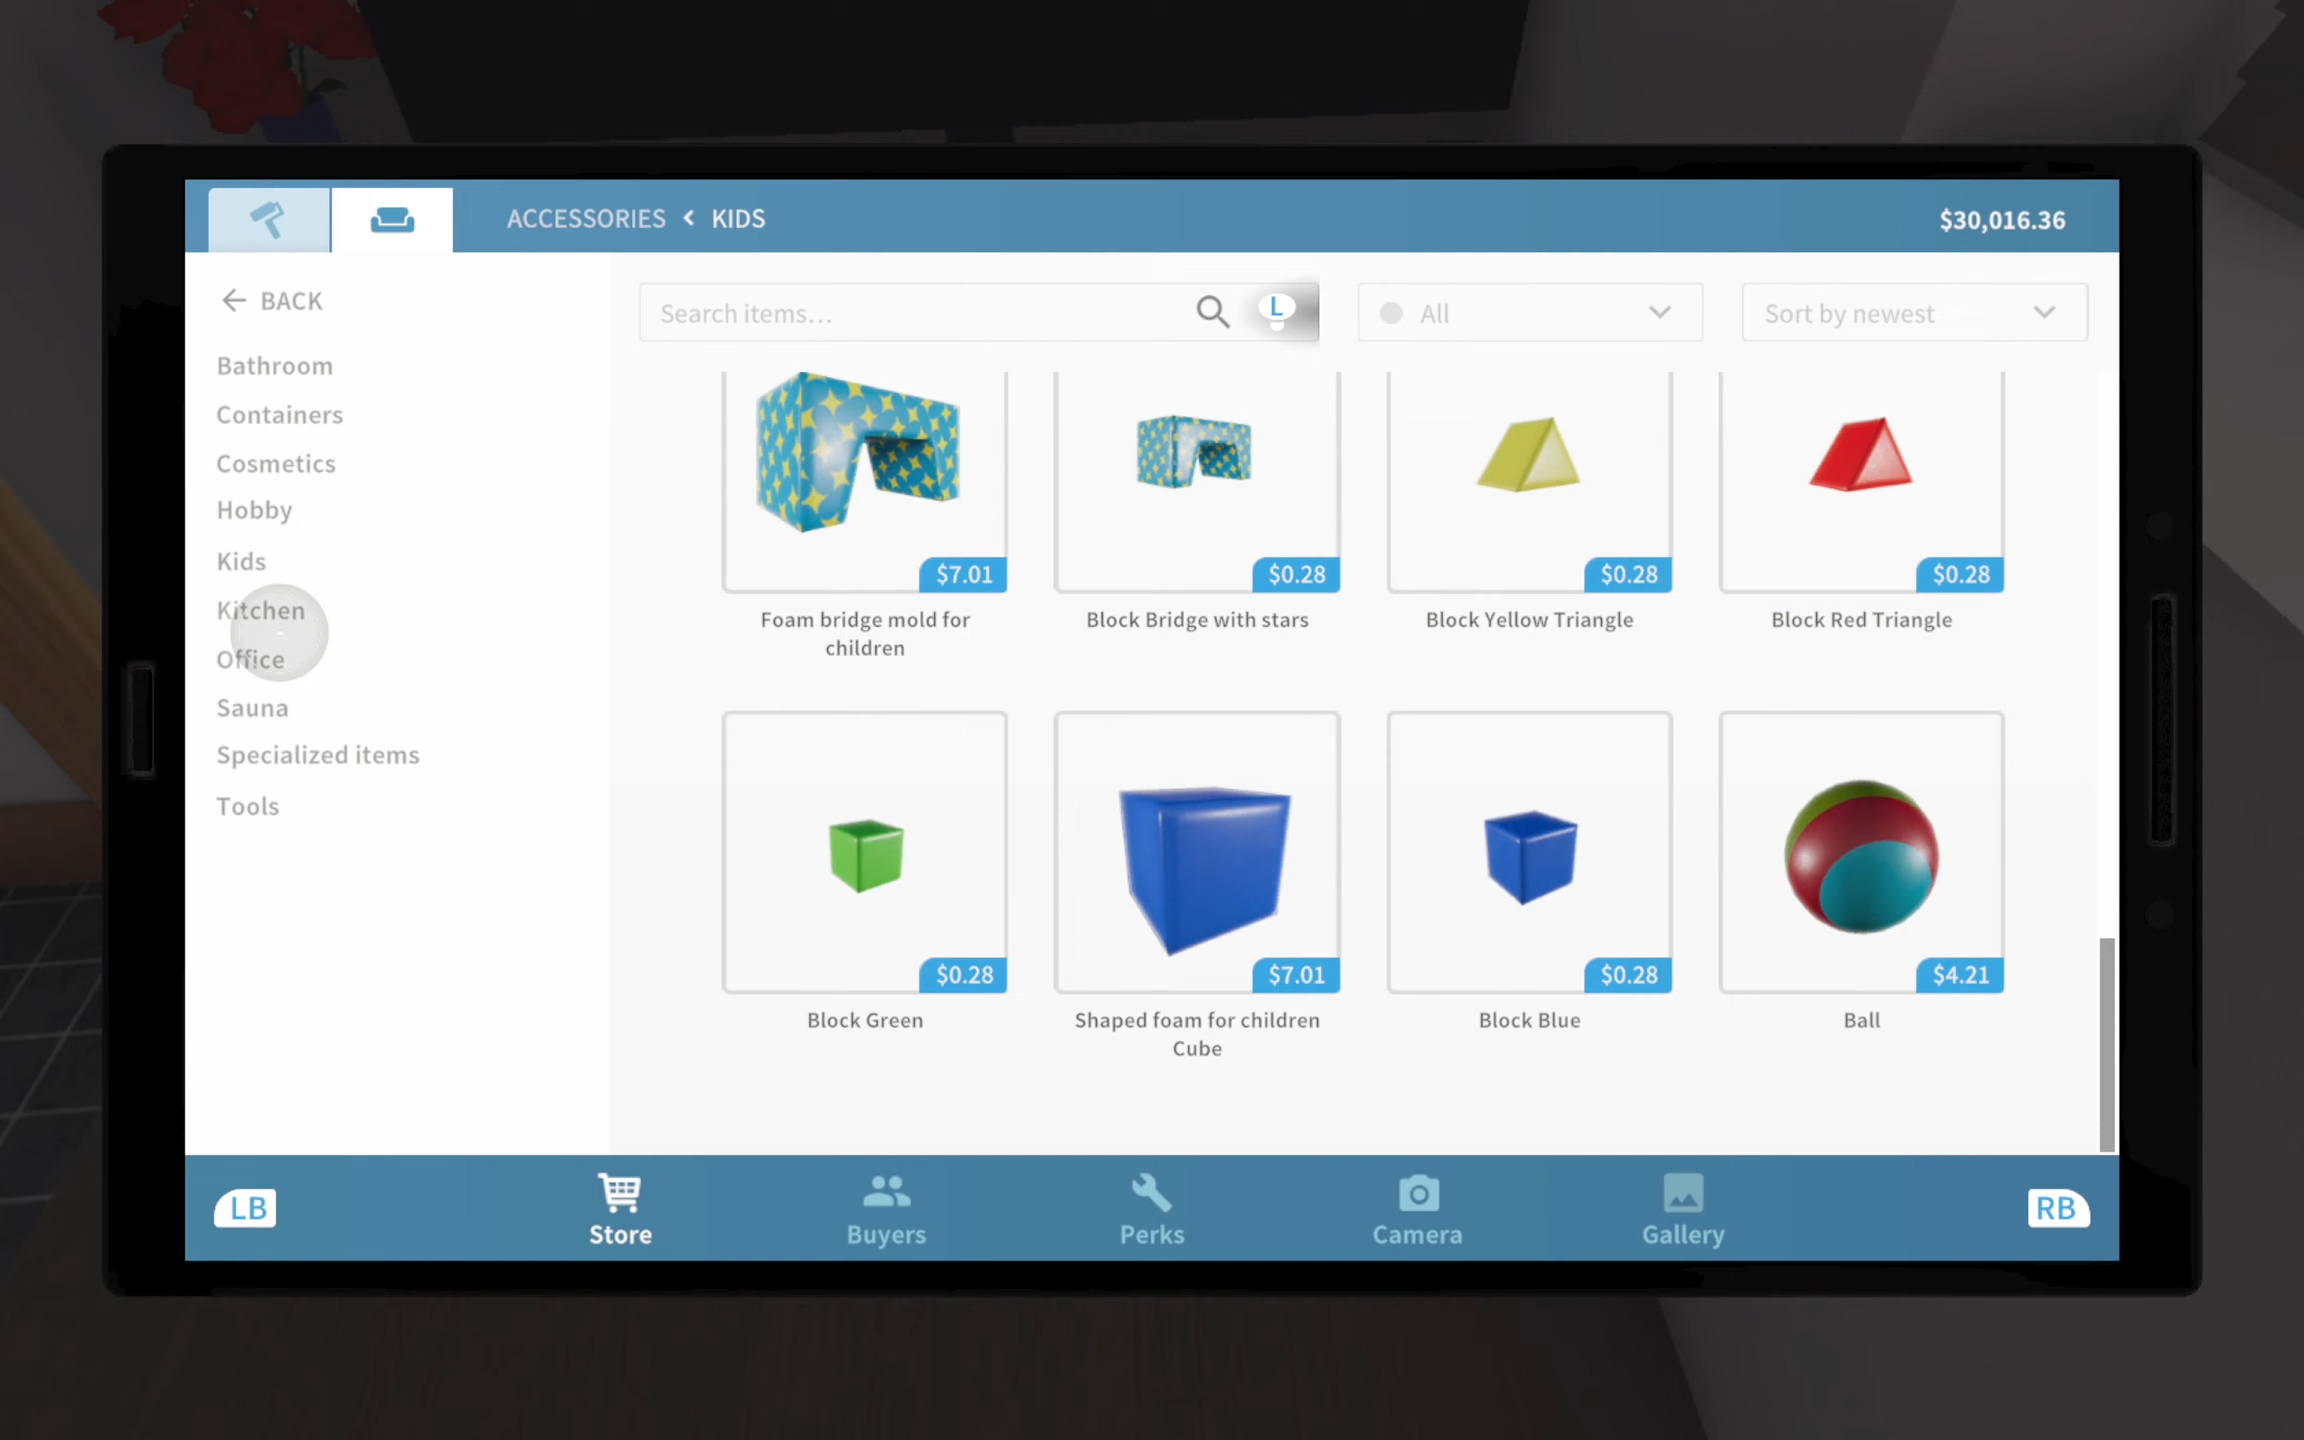 ACCESSORIES < KIDS
$30,016.36
BACK
Search items...
L
All
Sort by newest
Bathroom
Containers
Cosmetics
Hobby
Kids
Kitchen
Office
Sauna
Specialized items
Tools
$7.01
$0.28
$0.28
$0.28
Foam bridge mold for
children
Block Bridge with stars
Block Yellow Triangle
Block Red Triangle
$0.28
$7.01
$0.28
$4.21
Block Green
Shaped foam for children
Cube
Block Blue
Ball
LB
Store
Buyers
Perks
Camera
Gallery
RB